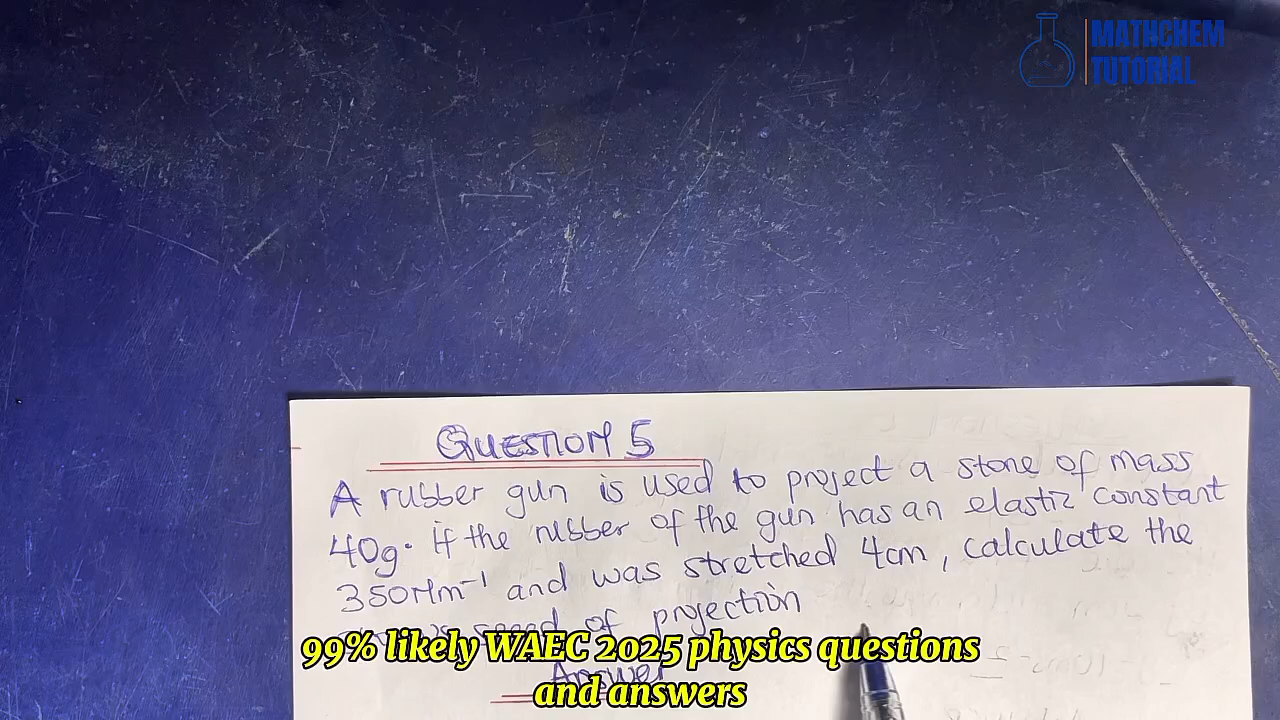 MATHCHEM
TUTORIAL
QUESTION 5
A rubber gun is used to project a stone of mass
40g. if the rubber of the gun has an elastic constant
350Nm⁻¹ and was stretched 4cm, calculate the
speed of projection
99% likely WAEC 2025 physics questions
Answer
and answers